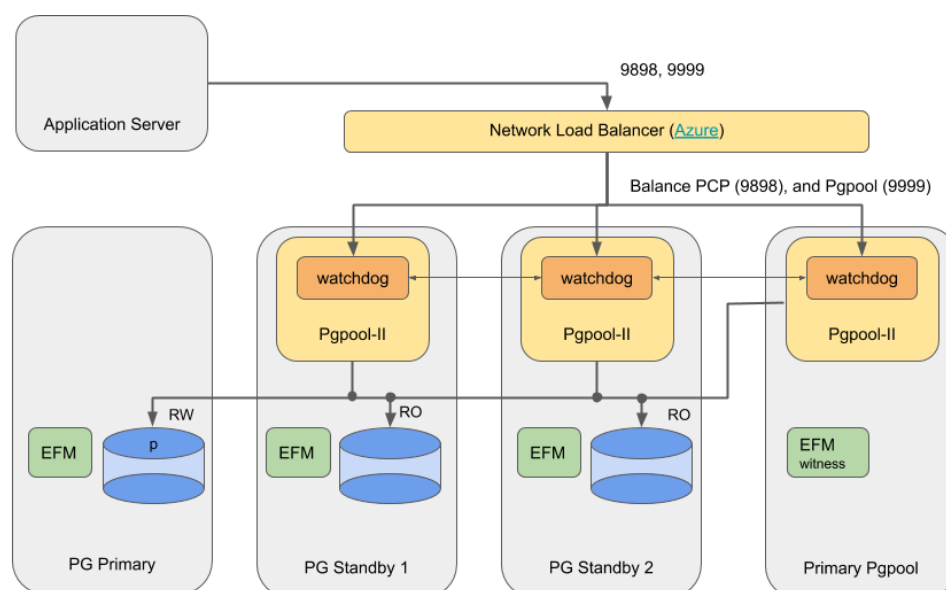 9898, 9999
Application Server
Network Load Balancer (Azure)
Balance PCP (9898), and Pgpool (9999)
watchdog
watchdog
watchdog
Pgpool-II
Pgpool-II
Pgpool-II
RW
RO
RO
EFM
p
EFM
EFM
EFM
witness
PG Primary
PG Standby 1
PG Standby 2
Primary Pgpool